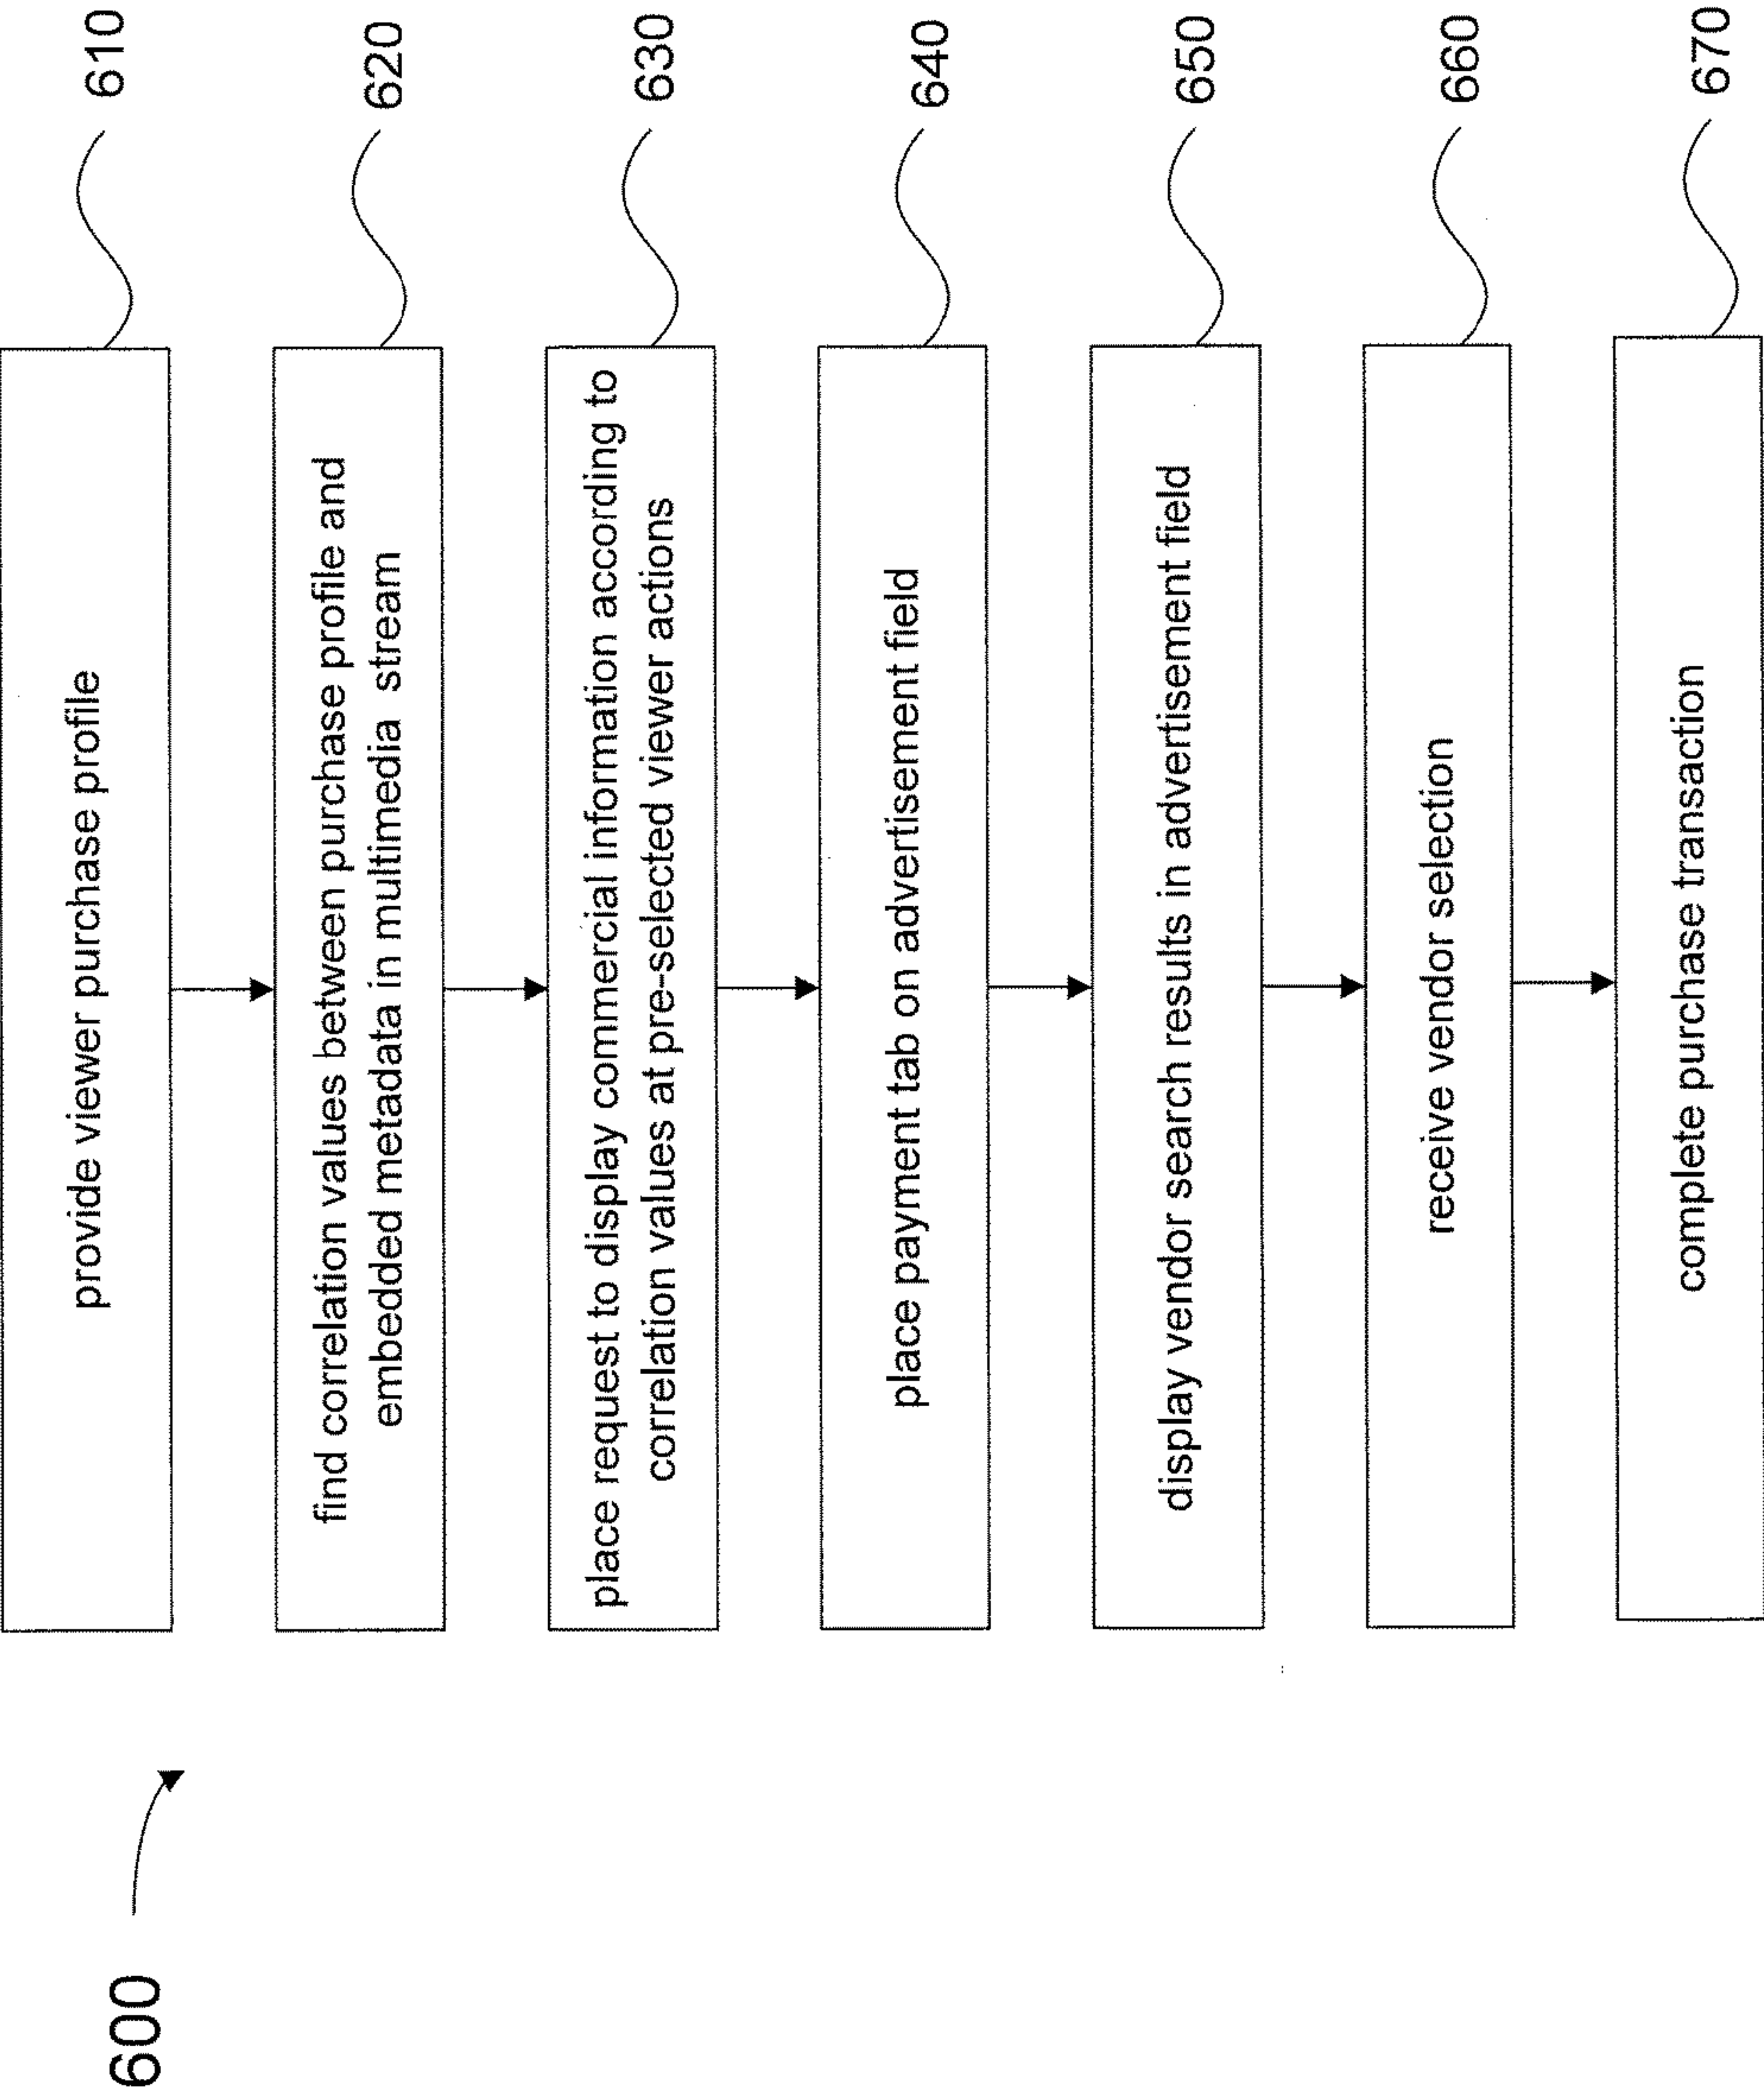 600
provide viewer purchase profile
610
find correlation values between purchase profile and
embedded metadata in multimedia stream
620
place request to display commercial information according to
correlation values at pre-selected viewer actions
630
place payment tab on advertisement field
640
display vendor search results in advertisement field
650
receive vendor selection
660
complete purchase transaction
670